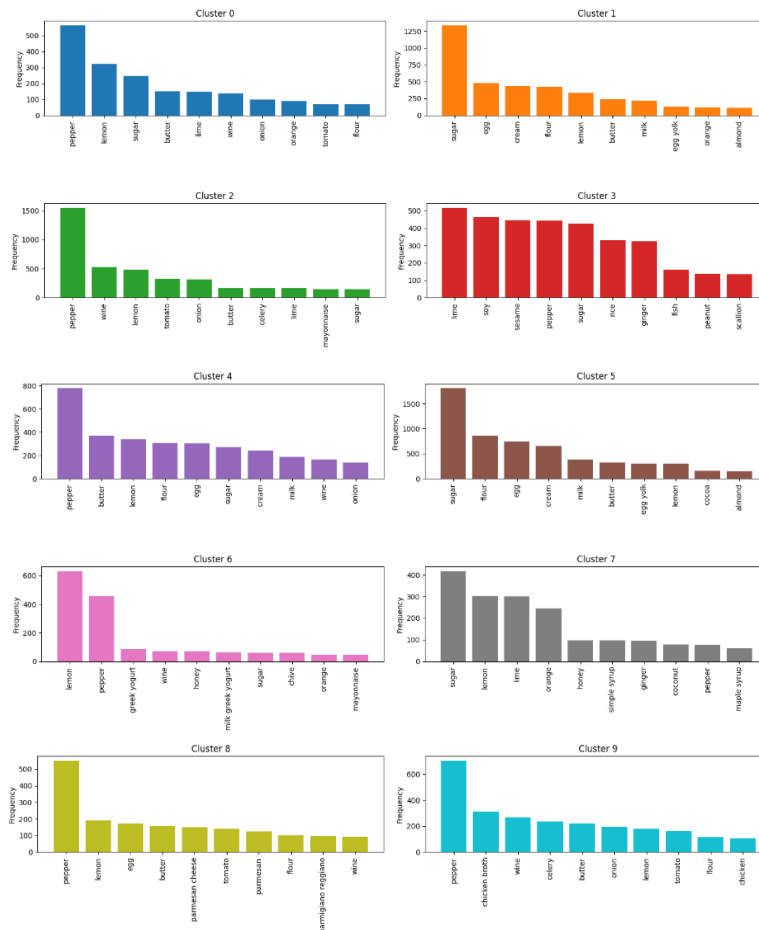 Cluster 0
Frequency
500
400
300
200
100
0
pepper
lemon
sugar
butter
lime
wine
onion
orange
tomato
flour
Cluster 1
Frequency
1250
1000
750
500
250
0
sugar
egg
cream
flour
lemon
butter
milk
egg yolk
orange
almond
Cluster 2
Frequency
1500
1000
500
0
pepper
wine
lemon
tomato
onion
butter
celery
lime
mayonnaise
sugar
Cluster 3
Frequency
500
400
300
200
100
0
lime
soy
sesame
pepper
sugar
rice
ginger
fish
peanut
scallion
Cluster 4
Frequency
800
600
400
200
0
pepper
butter
lemon
flour
egg
sugar
cream
milk
wine
onion
Cluster 5
Frequency
1500
1000
500
0
sugar
flour
egg
cream
milk
butter
egg yolk
lemon
cocoa
almond
Cluster 6
Frequency
600
400
200
0
lemon
pepper
greek yogurt
wine
honey
milk greek yogurt
sugar
chive
orange
mayonnaise
Cluster 7
Frequency
400
300
200
100
0
sugar
lemon
lime
orange
honey
simple syrup
ginger
coconut
pepper
maple syrup
Cluster 8
Frequency
500
400
300
200
100
0
pepper
lemon
egg
butter
parmesan cheese
tomato
parmesan
flour
parmigiano reggiano
wine
Cluster 9
Frequency
600
400
200
0
pepper
chicken broth
wine
celery
butter
onion
lemon
tomato
flour
chicken